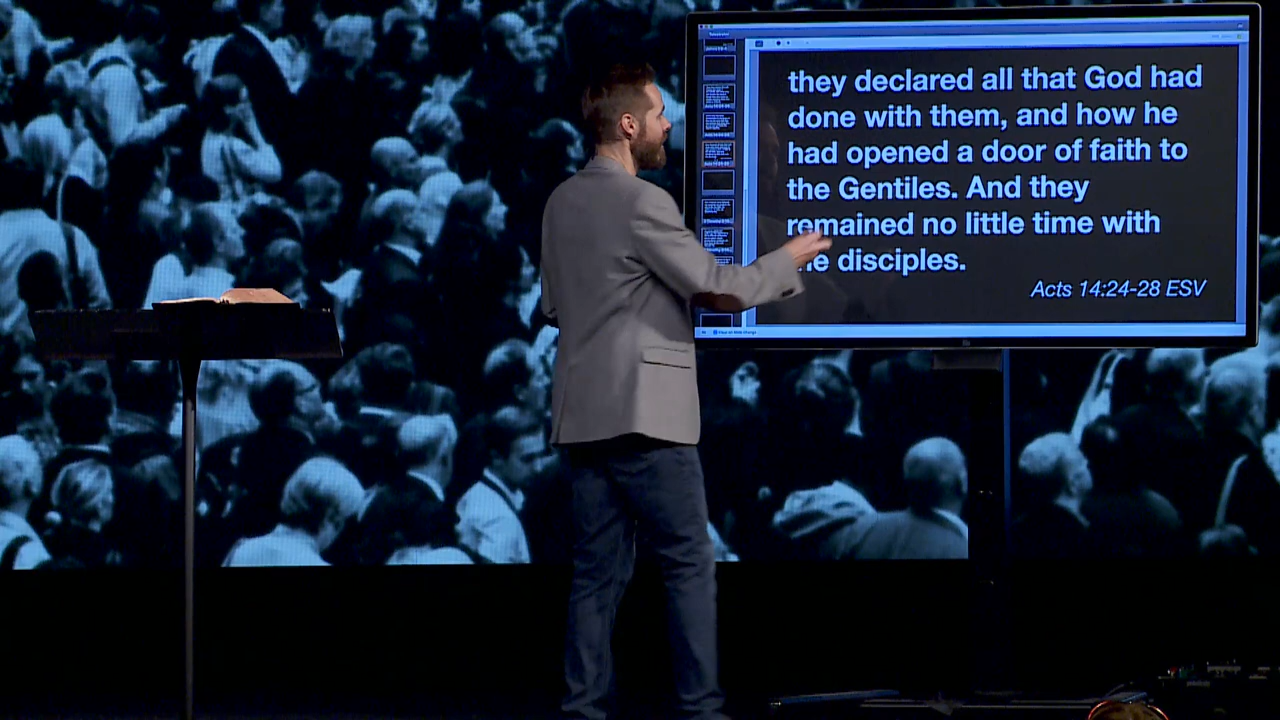 they declared all that God had
done with them, and how he
had opened a door of faith to
the Gentiles. And they
remained no little time with
disciples.
Acts 14:24-28 ESV